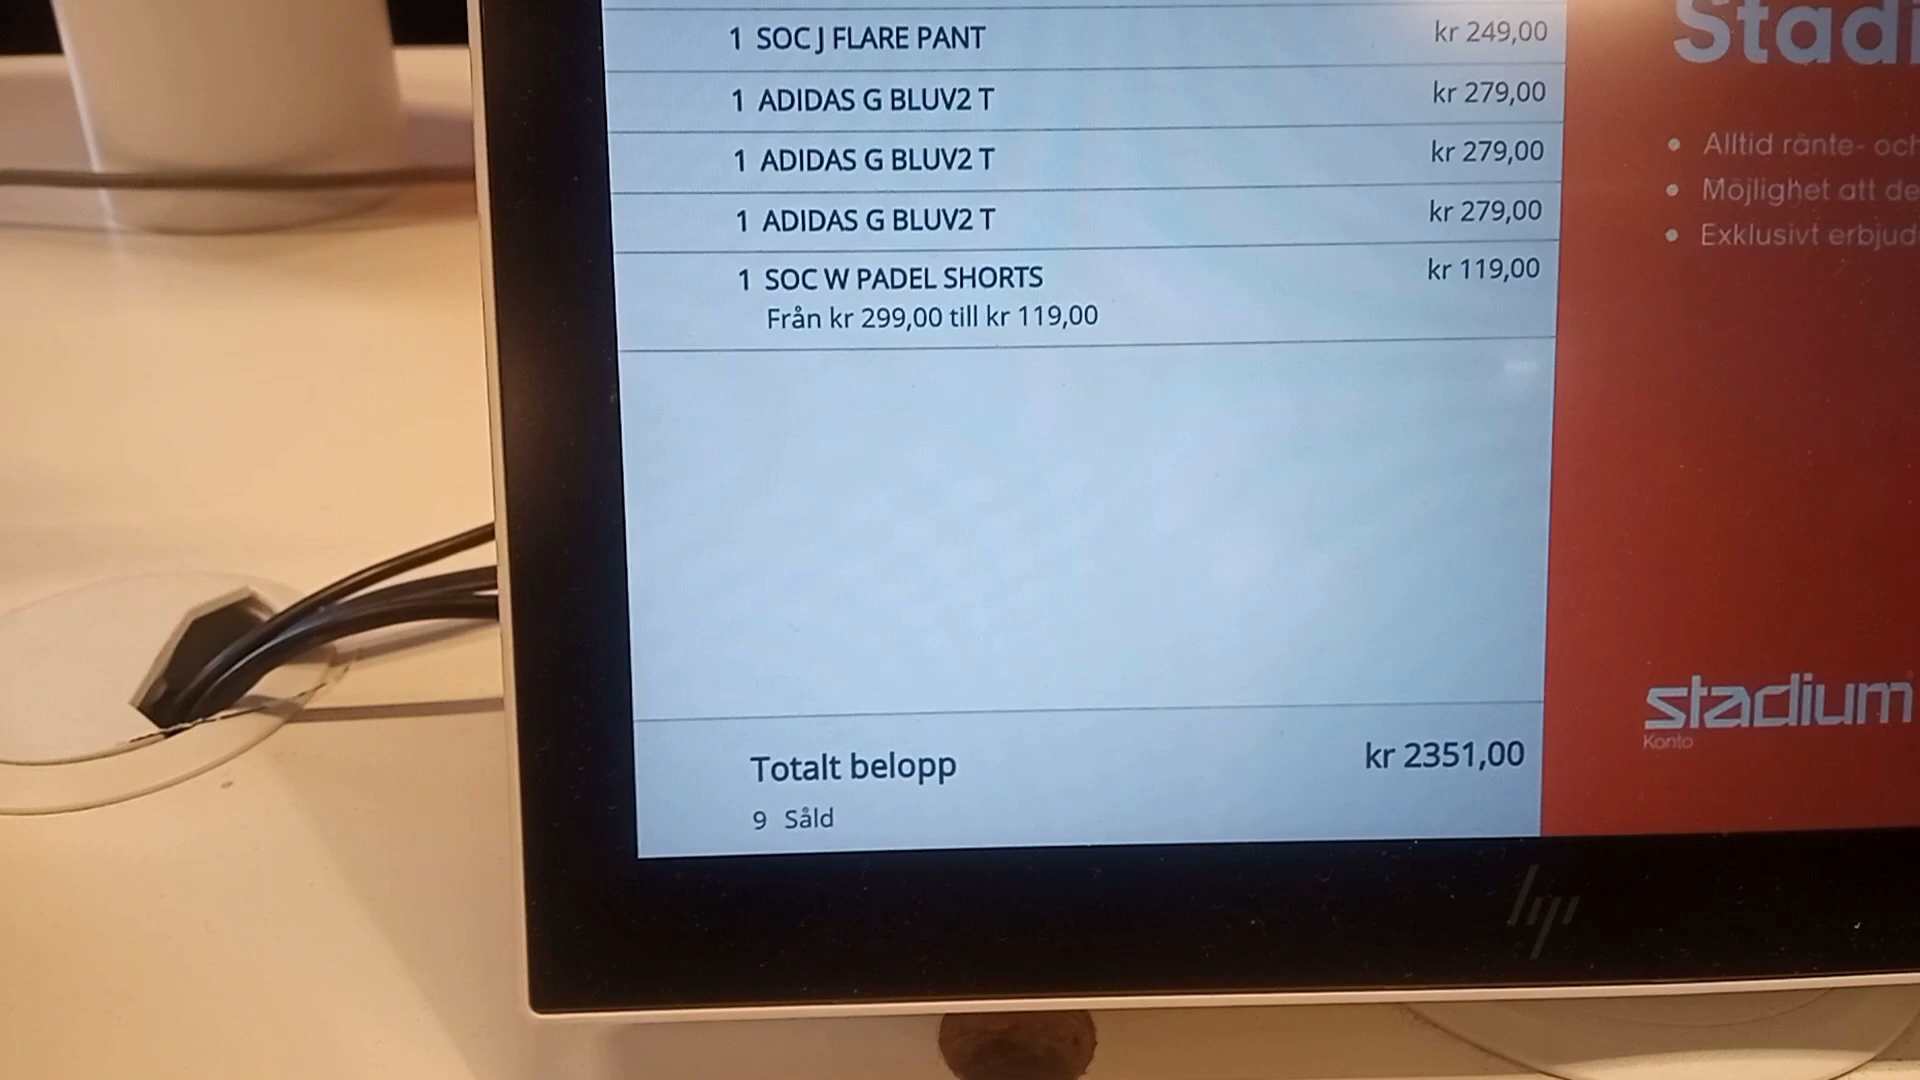 1 SOC J FLARE PANT kr 249,00
1 ADIDAS G BLUV2 T kr 279,00
1 ADIDAS G BLUV2 T kr 279,00
1 ADIDAS G BLUV2 T kr 279,00
1 SOC W PADEL SHORTS kr 119,00
Från kr 299,00 till kr 119,00
Totalt belopp kr 2351,00
9 Såld
Stadi
• Alltid ränte- och
• Möjlighet att de
• Exklusivt erbjud
stadium
Konto
hp